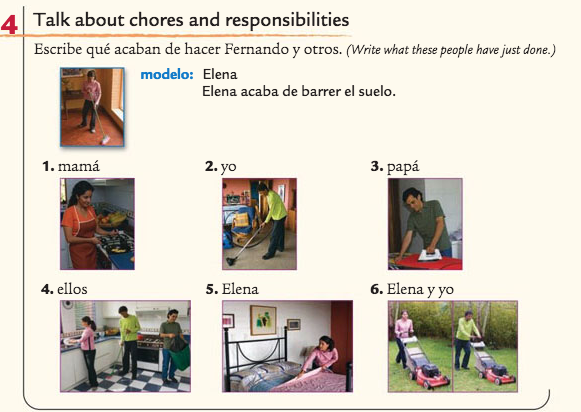 4 Talk about chores and responsibilities
Escribe qué acaban de hacer Fernando y otros. (Write what these people have just done.)
modelo: Elena
Elena acaba de barrer el suelo.
1. mamá
2. yo
3. papá
4. ellos
5. Elena
6. Elena y yo